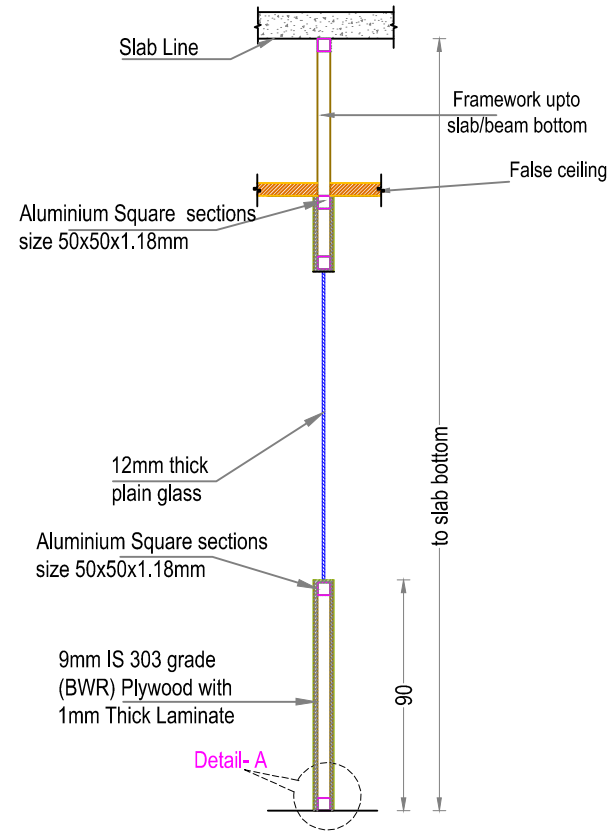 Slab Line
Framework upto
slab/beam bottom
False ceiling
Aluminium Square sections
size 50x50x1.18mm
12mm thick
plain glass
to slab bottom
Aluminium Square sections
size 50x50x1.18mm
9mm IS 303 grade
(BWR) Plywood with
1mm Thick Laminate
90
Detail- A